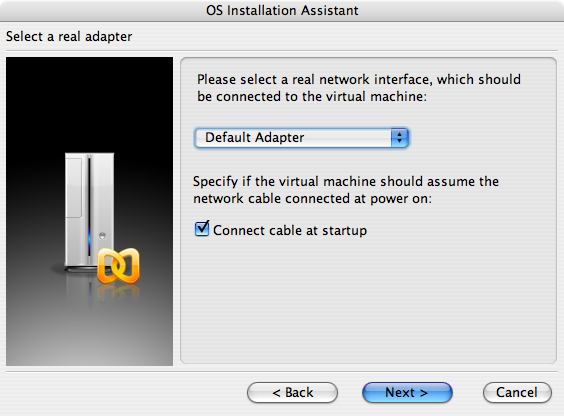 OS Installation Assistant
Select a real adapter
Please select a real network interface, which should
be connected to the virtual machine:
Default Adapter
Specify if the virtual machine should assume the
network cable connected at power on:
Connect cable at startup
< Back
Next >
Cancel